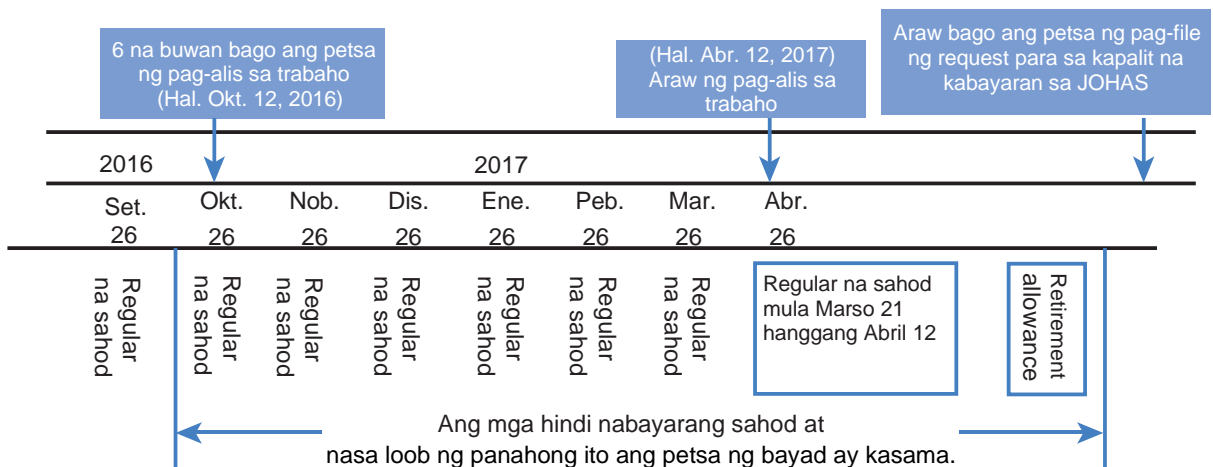 6 na buwan bago ang petsa
ng pag-alis sa trabaho
(Hal. Okt. 12, 2016)
(Hal. Abr. 12, 2017)
Araw ng pag-alis sa
trabaho
Araw bago ang petsa ng pag-file
ng request para sa kapalit na
kabayaran sa JOHAS
2016 2017
Set. Okt. Nob. Dis. Ene. Peb. Mar. Abr.
26 26 26 26 26 26 26 26
Regular
na sahod
Regular
na sahod
Regular
na sahod
Regular
na sahod
Regular
na sahod
Regular
na sahod
Regular
na sahod
Regular na sahod
mula Marso 21
hanggang Abril 12
Retirement
allowance
Ang mga hindi nabayarang sahod at
nasa loob ng panahong ito ang petsa ng bayad ay kasama.